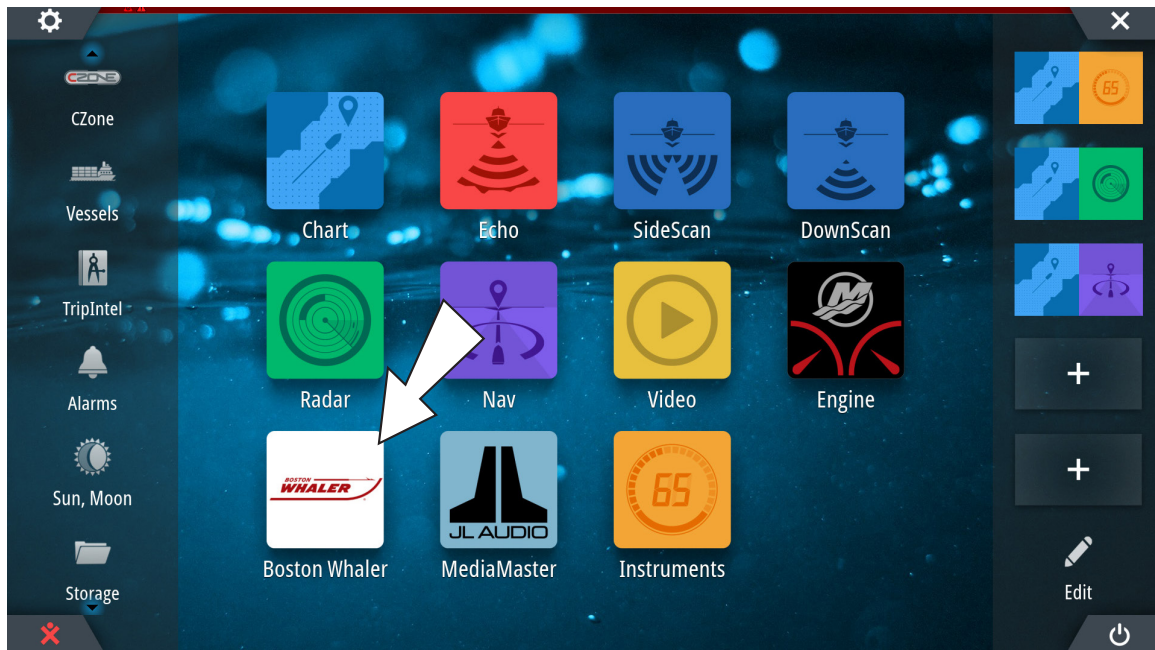 CZONE
CZone
Vessels
TripIntel
Alarms
Sun, Moon
Storage
Chart
Echo
SideScan
DownScan
Radar
Nav
Video
Engine
BOSTON
WHALER
Boston Whaler
JL AUDIO
MediaMaster
65
Instruments
65
+
+
Edit